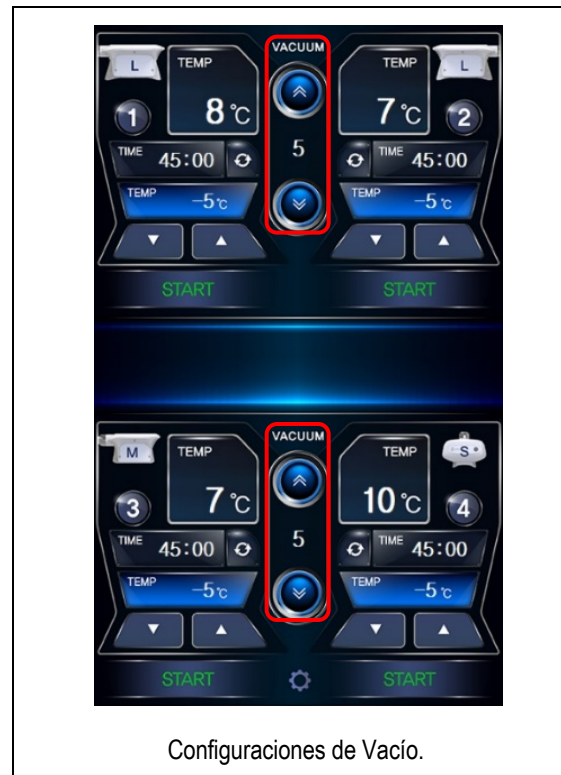 VACUUM
L TEMP TEMP L
1 8 °C 7 °C 2
5
TIME 45:00 TIME 45:00
TEMP -5 °C TEMP -5 °C
▼ ▲ ▼ ▲
START START
VACUUM
M TEMP TEMP S
3 7 °C 10 °C 4
5
TIME 45:00 TIME 45:00
TEMP -5 °C TEMP -5 °C
▼ ▲ ▼ ▲
START START
Configuraciones de Vacío.